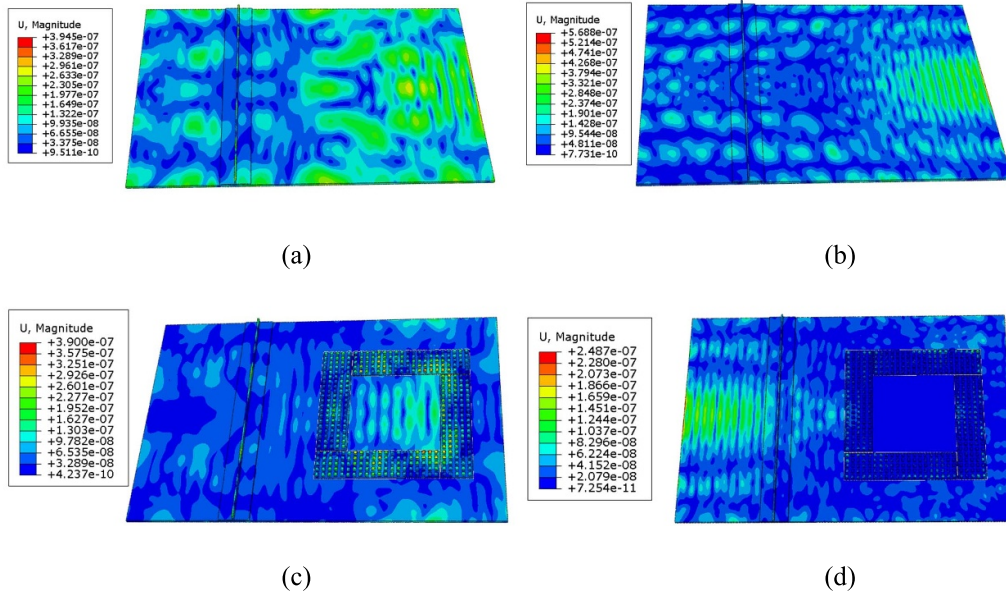 U, Magnitude
+3.945e-07
+3.617e-07
+3.289e-07
+2.961e-07
+2.633e-07
+2.305e-07
+1.977e-07
+1.649e-07
+1.322e-07
+9.935e-08
+6.655e-08
+3.375e-08
+9.511e-10
(a)
U, Magnitude
+5.688e-07
+5.214e-07
+4.741e-07
+4.268e-07
+3.794e-07
+3.321e-07
+2.848e-07
+2.374e-07
+1.901e-07
+1.428e-07
+9.544e-08
+4.811e-08
+7.731e-10
(b)
U, Magnitude
+3.900e-07
+3.575e-07
+3.251e-07
+2.926e-07
+2.601e-07
+2.277e-07
+1.952e-07
+1.627e-07
+1.303e-07
+9.782e-08
+6.535e-08
+3.289e-08
+4.237e-10
(c)
U, Magnitude
+2.487e-07
+2.280e-07
+2.073e-07
+1.866e-07
+1.659e-07
+1.451e-07
+1.244e-07
+1.037e-07
+8.296e-08
+6.224e-08
+4.152e-08
+2.079e-08
+7.254e-11
(d)